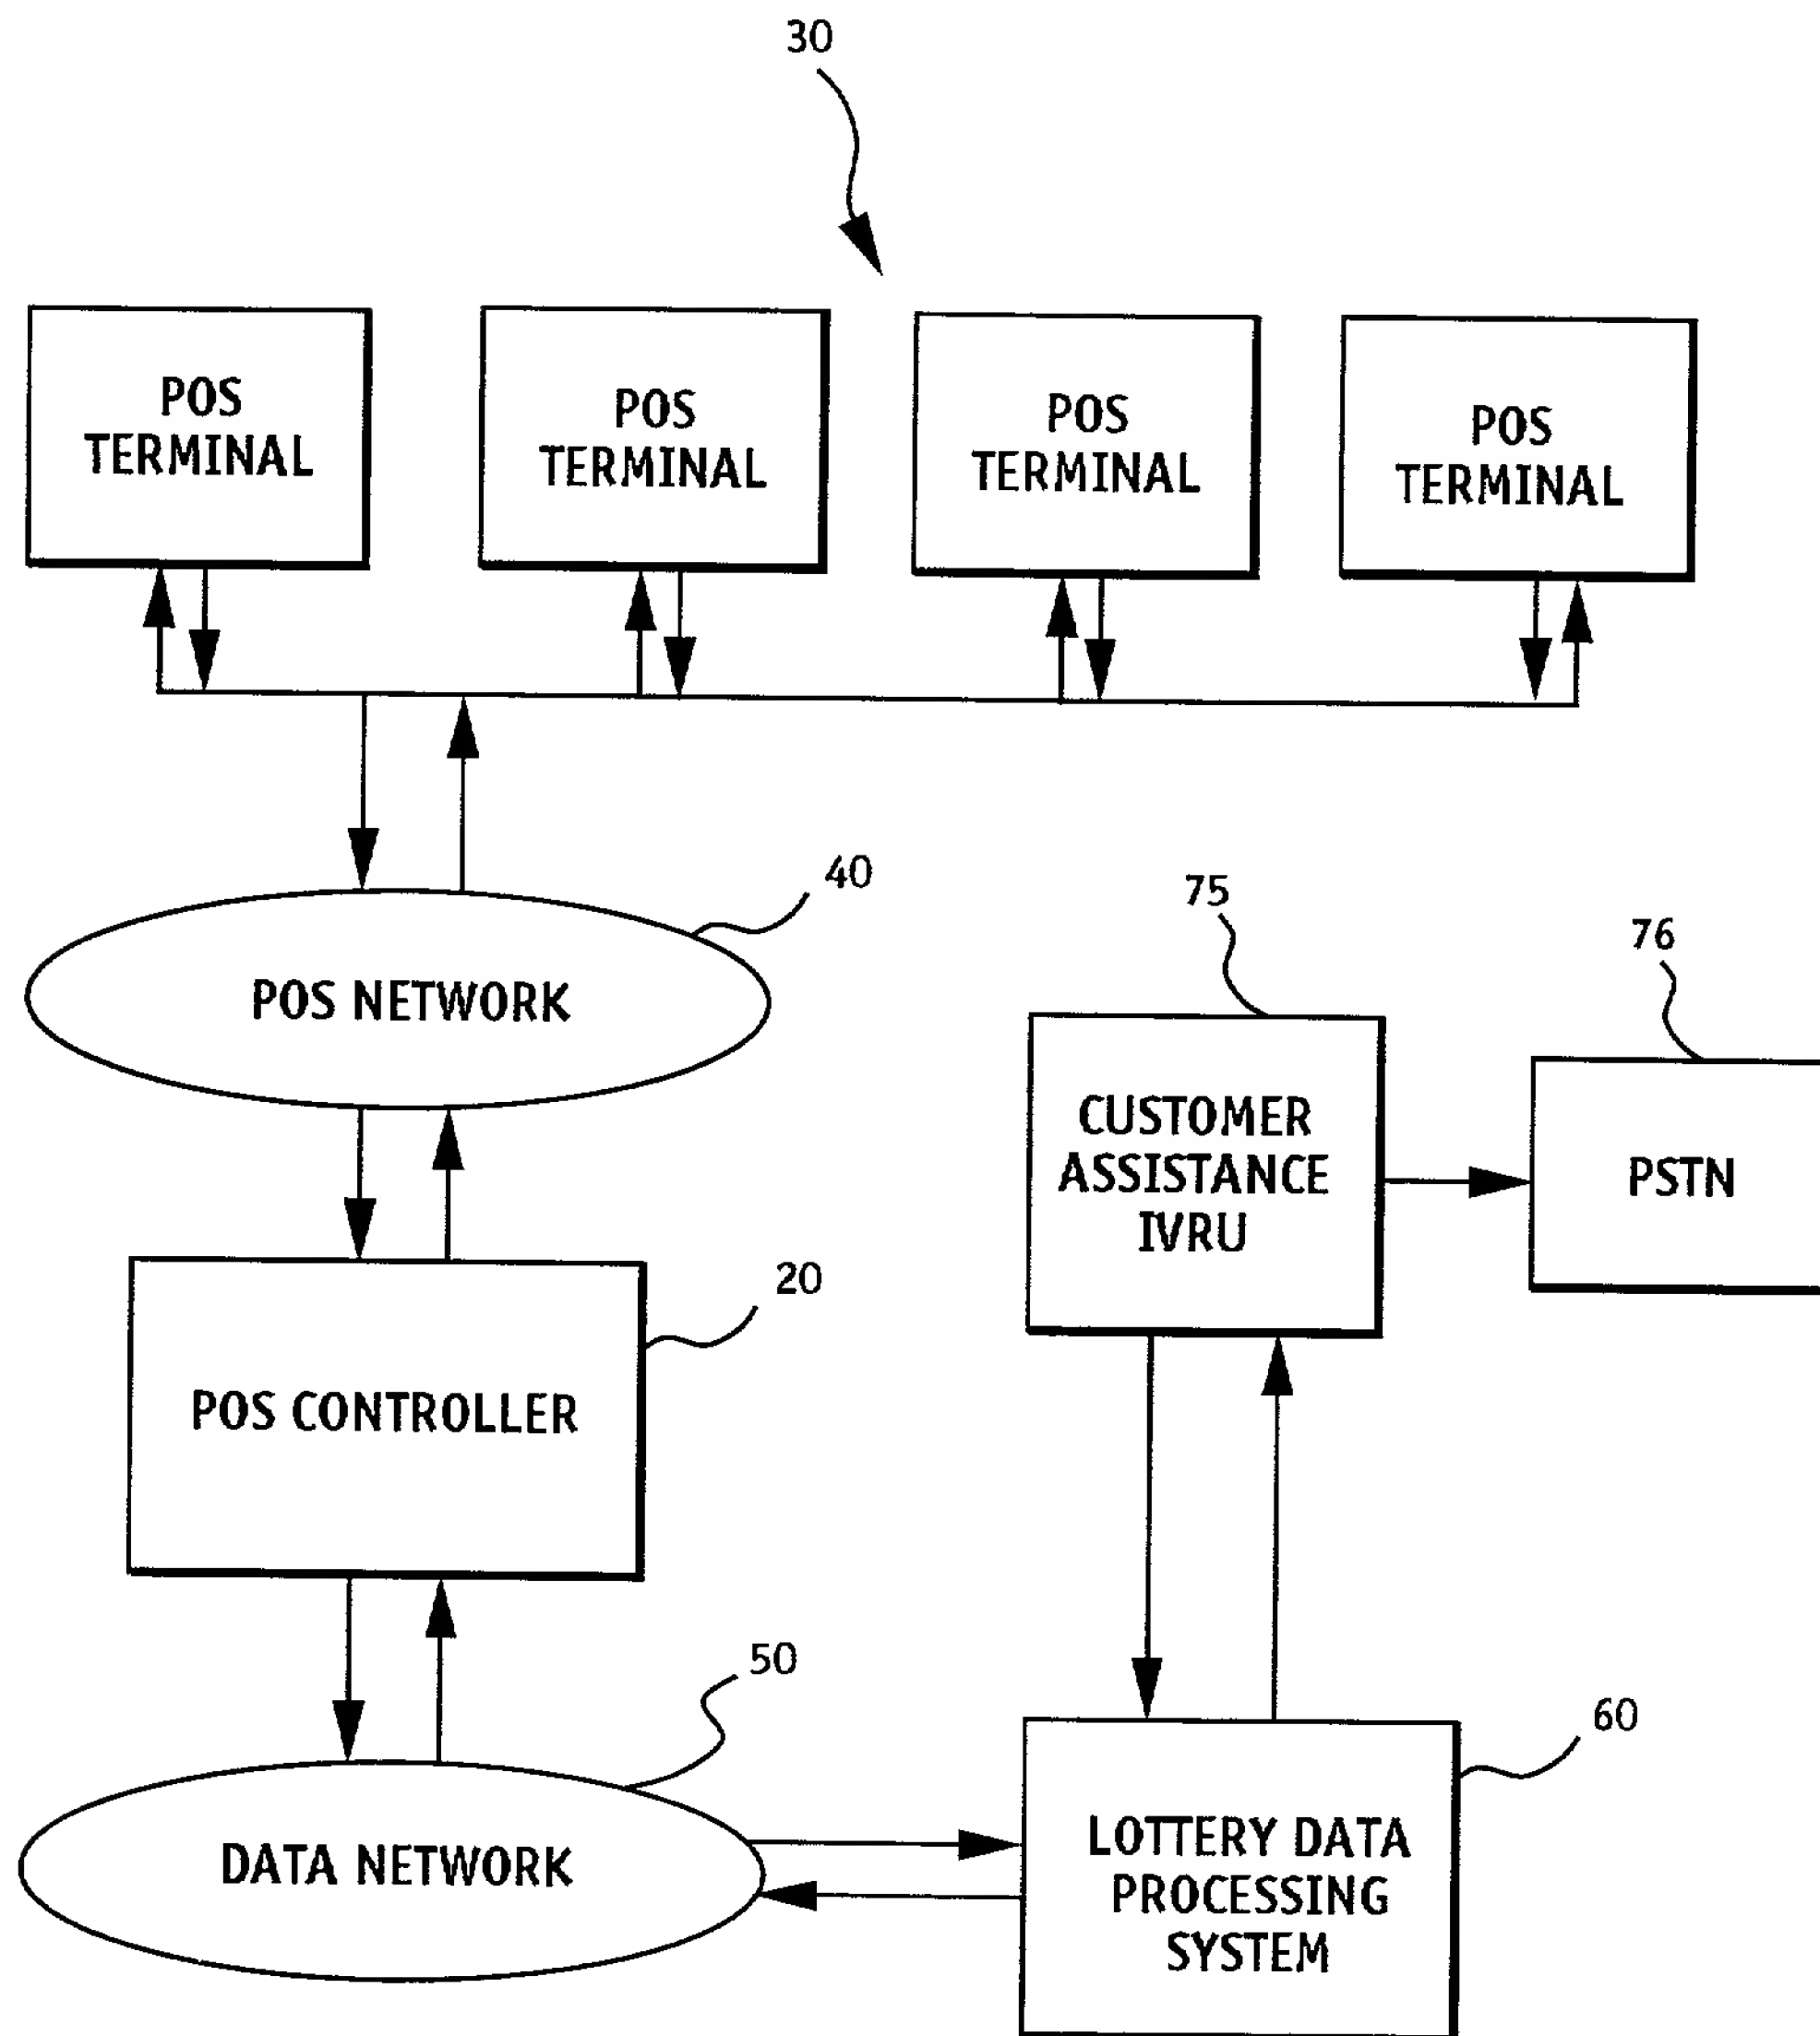 30
POS
TERMINAL
POS
TERMINAL
POS
TERMINAL
POS
TERMINAL
40
POS NETWORK
75
76
CUSTOMER
ASSISTANCE
IVRU
PSTN
20
POS CONTROLLER
50
60
DATA NETWORK
LOTTERY DATA
PROCESSING
SYSTEM